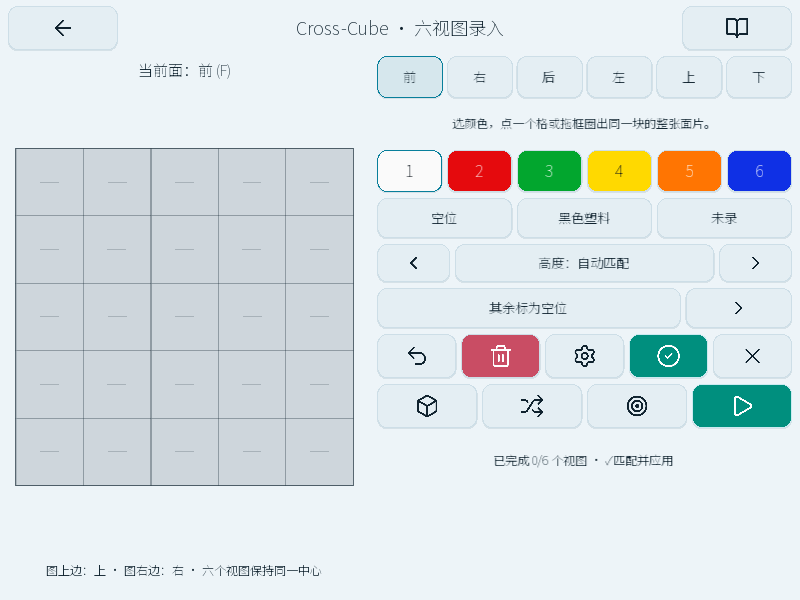 Cross-Cube · 六视图录入
当前面：前 (F)
前 右 后 左 上 下
选颜色，点一个格或拖框圈出同一块的整张面片。
1 2 3 4 5 6
空位 黑色塑料 未录
高度：自动匹配
其余标为空位
已完成 0/6 个视图 · ✓匹配并应用
图上边：上 · 图右边：右 · 六个视图保持同一中心